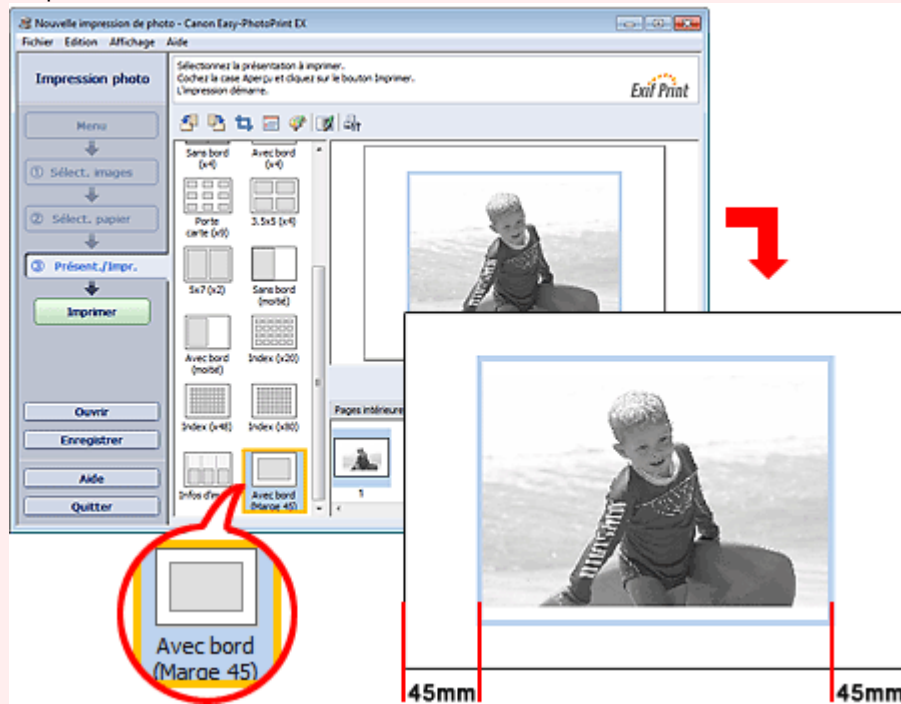 Nouvelle impression de photo - Canon Easy-PhotoPrint EX
Fichier Edition Affichage Aide
Impression photo
Sélectionnez la présentation à imprimer.
Cochez la case Aperçu et cliquez sur le bouton Imprimer.
L'impression démarre.
Exif Print
Menu
① Sélect. images
② Sélect. papier
③ Présent./Impr.
Imprimer
Ouvrir
Enregistrer
Aide
Quitter
Sans bord
(x4)
Avec bord
(x4)
Porte
carte (x9)
3.5x5 (x4)
5x7 (x2)
Sans bord
(moitié)
Avec bord
(moitié)
Index (x20)
Index (x48)
Index (x80)
Infos d'
Avec bord
(Marge 45)
Pages intérieure
1
Avec bord
(Marge 45)
45mm
45mm